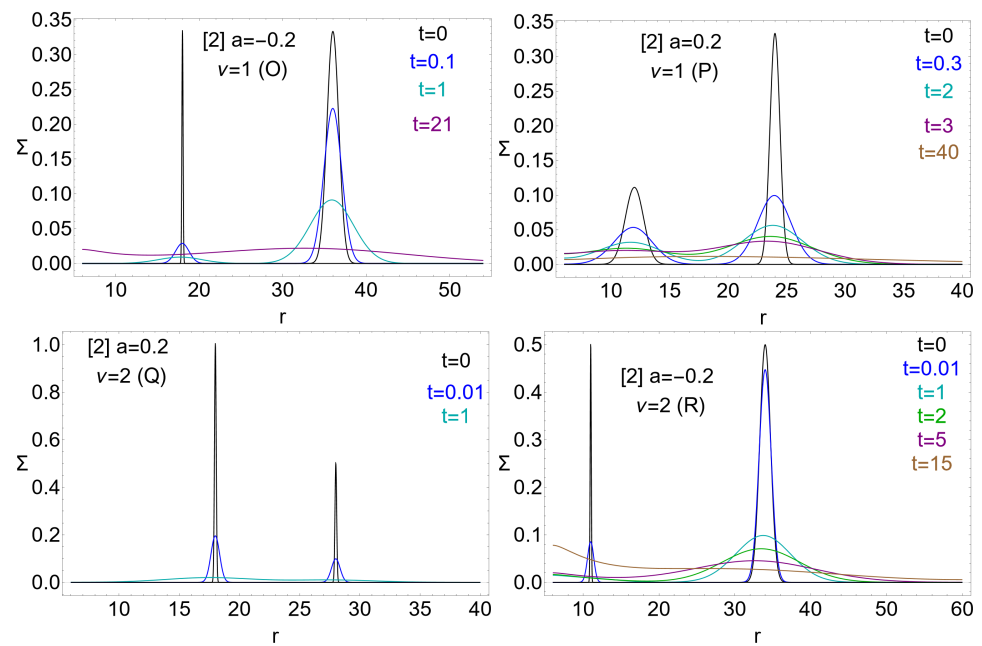 0.35
0.30
0.25
0.20
0.15
0.10
0.05
0.00
Σ
[2] a=−0.2
ν=1 (O)
t=0
t=0.1
t=1
t=21
10 20 30 40 50
r
0.35
0.30
0.25
0.20
0.15
0.10
0.05
0.00
Σ
[2] a=0.2
ν=1 (P)
t=0
t=0.3
t=2
t=3
t=40
10 15 20 25 30 35 40
r
1.0
0.8
0.6
0.4
0.2
0.0
Σ
[2] a=0.2
ν=2 (Q)
t=0
t=0.01
t=1
10 15 20 25 30 35 40
r
0.5
0.4
0.3
0.2
0.1
0.0
Σ
[2] a=−0.2
ν=2 (R)
t=0
t=0.01
t=1
t=2
t=5
t=15
10 20 30 40 50 60
r